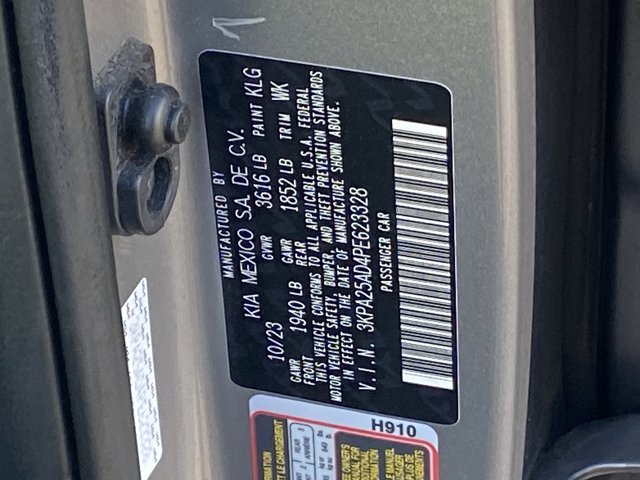 MANUFACTURED BY
KIA MEXICO S.A. DE C.V.
10/23 GVWR 3616 LB PAINT KLG
GAWR FRONT 1940 LB GAWR REAR 1852 LB TRIM WK
THIS VEHICLE CONFORMS TO ALL APPLICABLE U.S.A. FEDERAL
MOTOR VEHICLE SAFETY, BUMPER, AND THEFT PREVENTION STANDARDS
IN EFFECT ON THE DATE OF MANUFACTURE SHOWN ABOVE.
V.I.N. 3KPA25AD4PE623328
PASSENGER CAR
H910